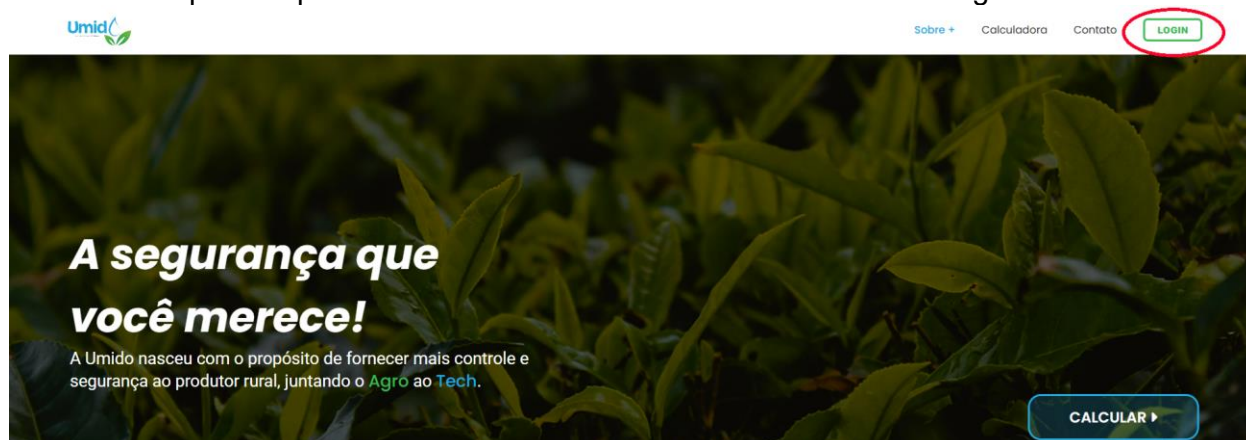 Umid
Sobre +
Calculadora
Contato
LOGIN
A segurança que
você merece!
A Umido nasceu com o propósito de fornecer mais controle e
segurança ao produtor rural, juntando o Agro ao Tech.
CALCULAR